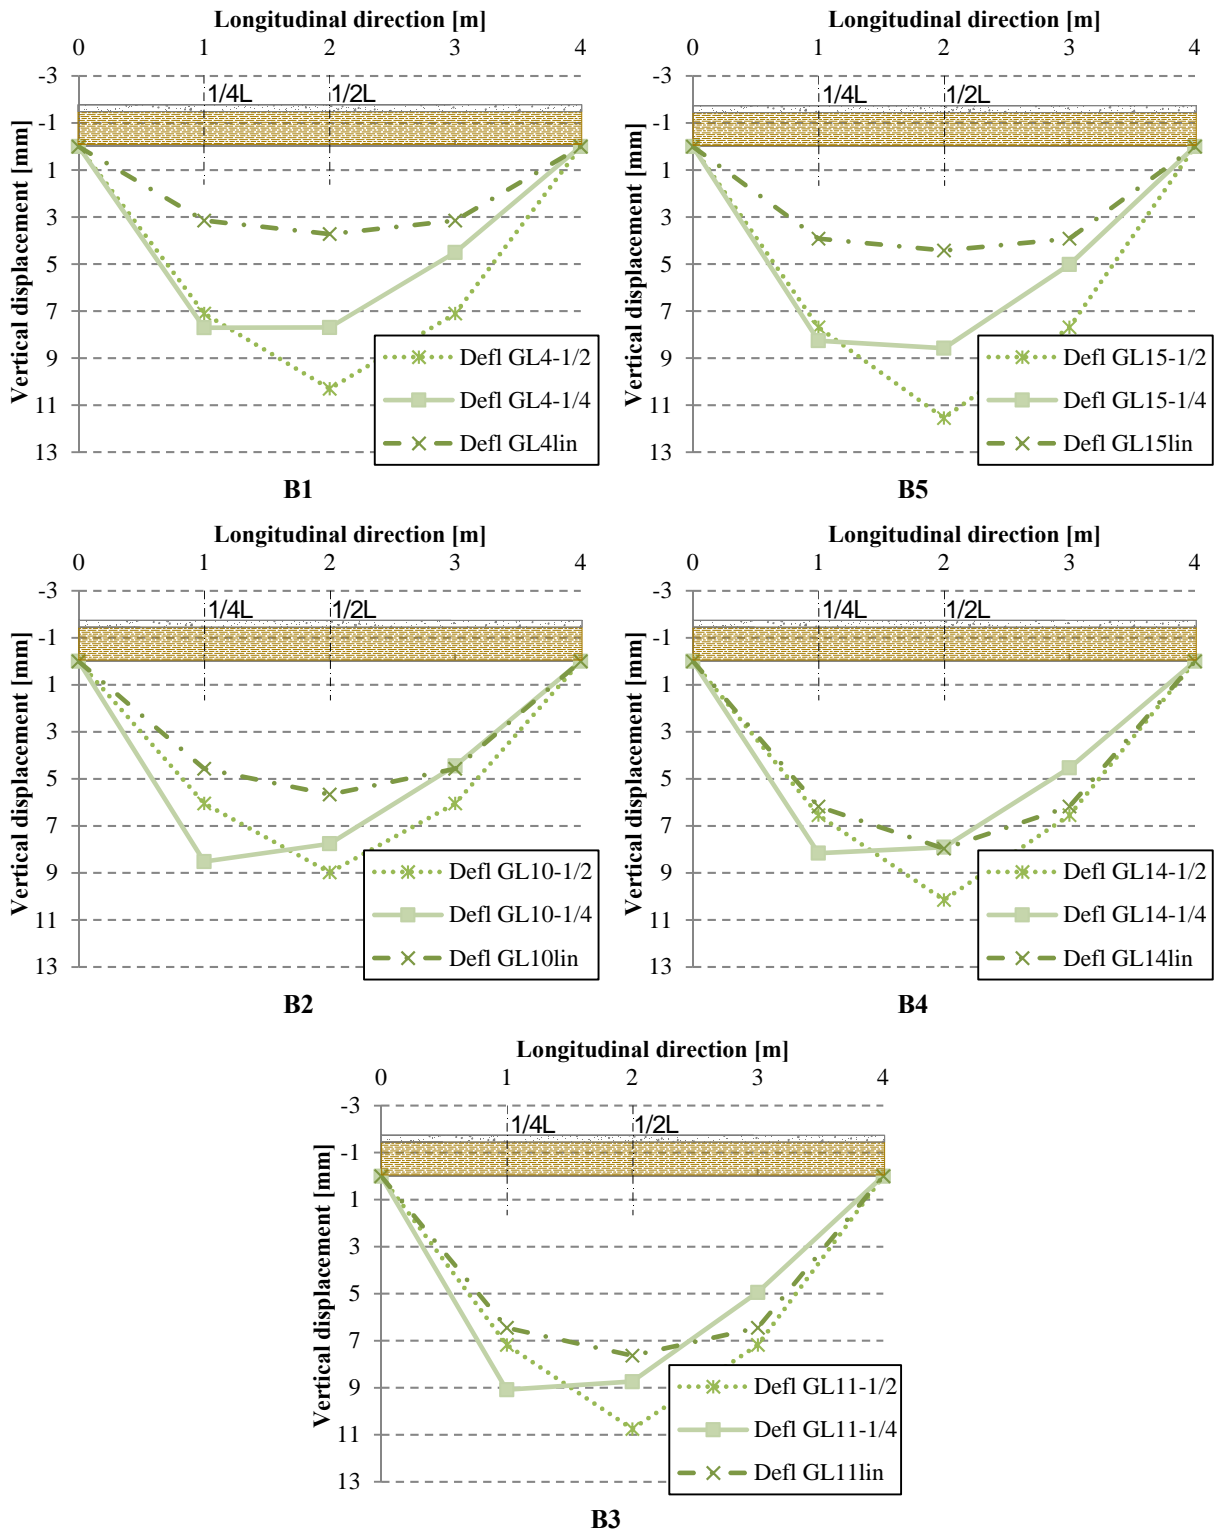 Longitudinal direction [m]
0 1 2 3 4
Vertical displacement [mm]
-3
-1
1
3
5
7
9
11
13
1/4L 1/2L
Defl GL4-1/2
Defl GL4-1/4
Defl GL4lin
B1
Longitudinal direction [m]
0 1 2 3 4
Vertical displacement [mm]
-3
-1
1
3
5
7
9
11
13
1/4L 1/2L
Defl GL15-1/2
Defl GL15-1/4
Defl GL15lin
B5
Longitudinal direction [m]
0 1 2 3 4
Vertical displacement [mm]
-3
-1
1
3
5
7
9
11
13
1/4L 1/2L
Defl GL10-1/2
Defl GL10-1/4
Defl GL10lin
B2
Longitudinal direction [m]
0 1 2 3 4
Vertical displacement [mm]
-3
-1
1
3
5
7
9
11
13
1/4L 1/2L
Defl GL14-1/2
Defl GL14-1/4
Defl GL14lin
B4
Longitudinal direction [m]
0 1 2 3 4
Vertical displacement [mm]
-3
-1
1
3
5
7
9
11
13
1/4L 1/2L
Defl GL11-1/2
Defl GL11-1/4
Defl GL11lin
B3